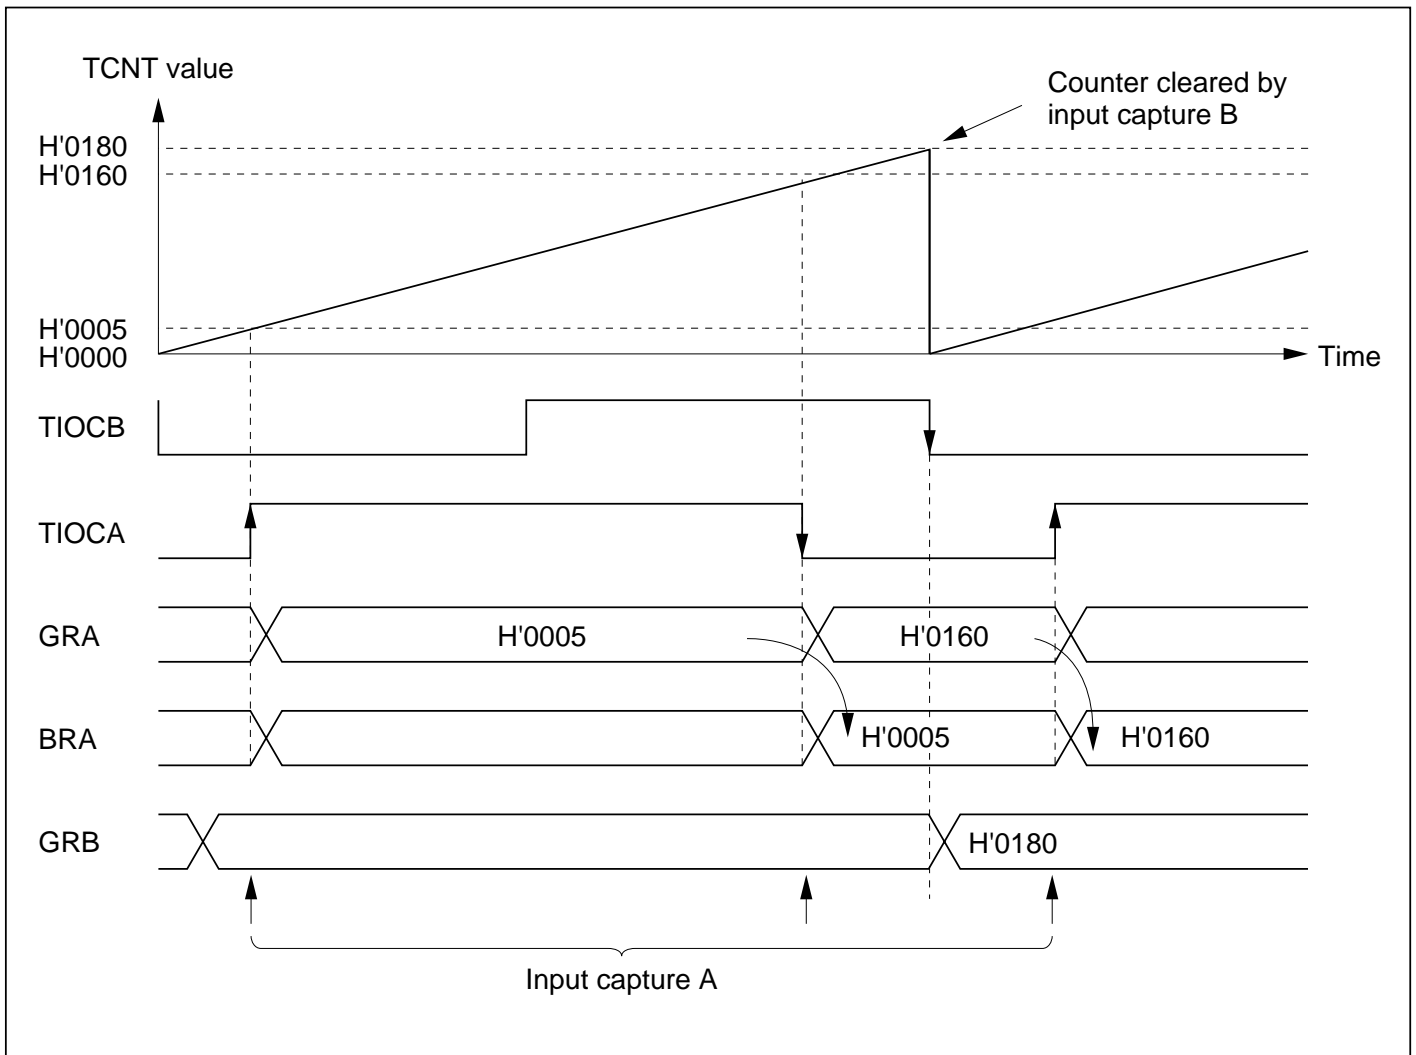 TCNT value
Counter cleared by
input capture B
H'0180
H'0160
H'0005
H'0000
Time
TIOCB
TIOCA
GRA
H'0005
H'0160
BRA
H'0005
H'0160
GRB
H'0180
Input capture A